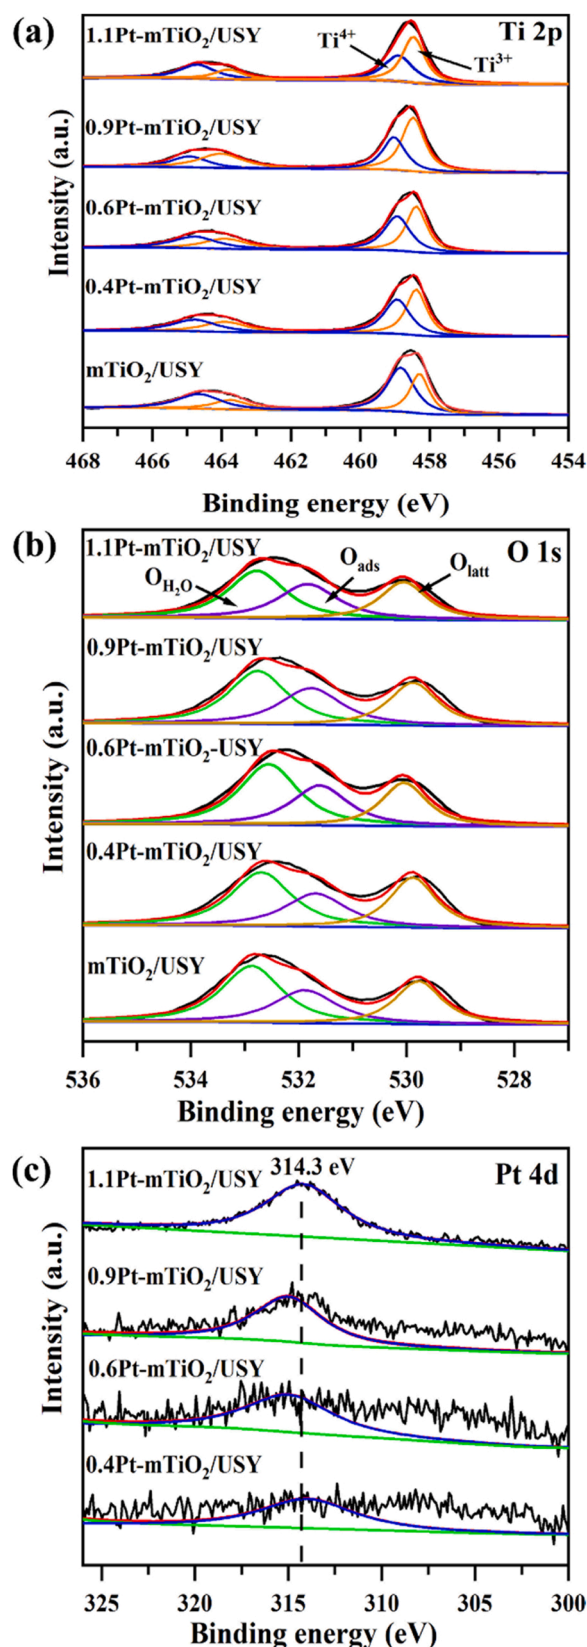 (a)
Ti 2p
1.1Pt-mTiO₂/USY
Ti⁴⁺
Ti³⁺
0.9Pt-mTiO₂/USY
0.6Pt-mTiO₂/USY
0.4Pt-mTiO₂/USY
mTiO₂/USY
Intensity (a.u.)
468 466 464 462 460 458 456 454
Binding energy (eV)
(b)
O 1s
1.1Pt-mTiO₂/USY
O_H₂O
O_ads
O_latt
0.9Pt-mTiO₂/USY
0.6Pt-mTiO₂-USY
0.4Pt-mTiO₂/USY
mTiO₂/USY
Intensity (a.u.)
536 534 532 530 528
Binding energy (eV)
(c)
314.3 eV
Pt 4d
1.1Pt-mTiO₂/USY
0.9Pt-mTiO₂/USY
0.6Pt-mTiO₂/USY
0.4Pt-mTiO₂/USY
Intensity (a.u.)
325 320 315 310 305 300
Binding energy (eV)